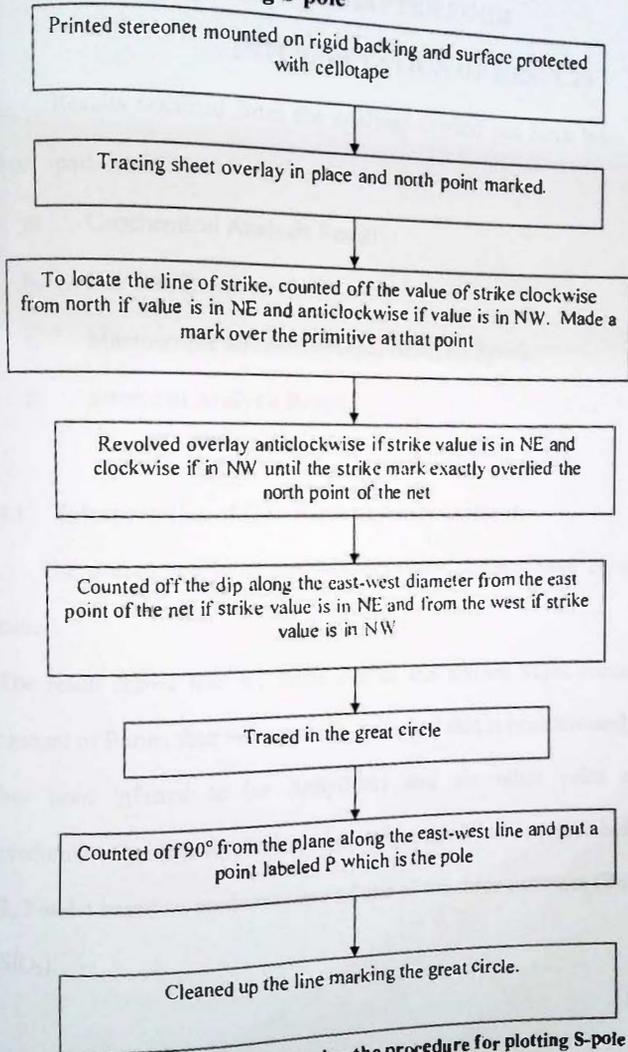 S-pole
Printed stereonet mounted on rigid backing and surface protected
with cellotape
Tracing sheet overlay in place and north point marked.
To locate the line of strike, counted off the value of strike clockwise
from north if value is in NE and anticlockwise if value is in NW. Made a
mark over the primitive at that point
Revolved overlay anticlockwise if strike value is in NE and
clockwise if in NW until the strike mark exactly overlied the
north point of the net
Counted off the dip along the east-west diameter from the east
point of the net if strike value is in NE and from the west if strike
value is in NW
Traced in the great circle
Counted off 90° from the plane along the east-west line and put a
point labeled P which is the pole
Cleaned up the line marking the great circle.
the procedure for plotting S-pole